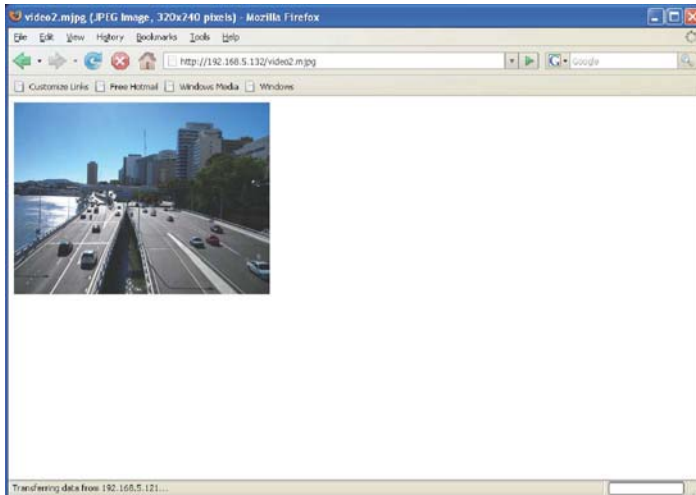 video2.mjpg (JPEG Image, 320x240 pixels) - Mozilla Firefox
File Edit View History Bookmarks Tools Help
http://192.168.5.132/video2.mjpg
Google
Customize Links Free Hotmail Windows Media Windows
Transferring data from 192.168.5.121...